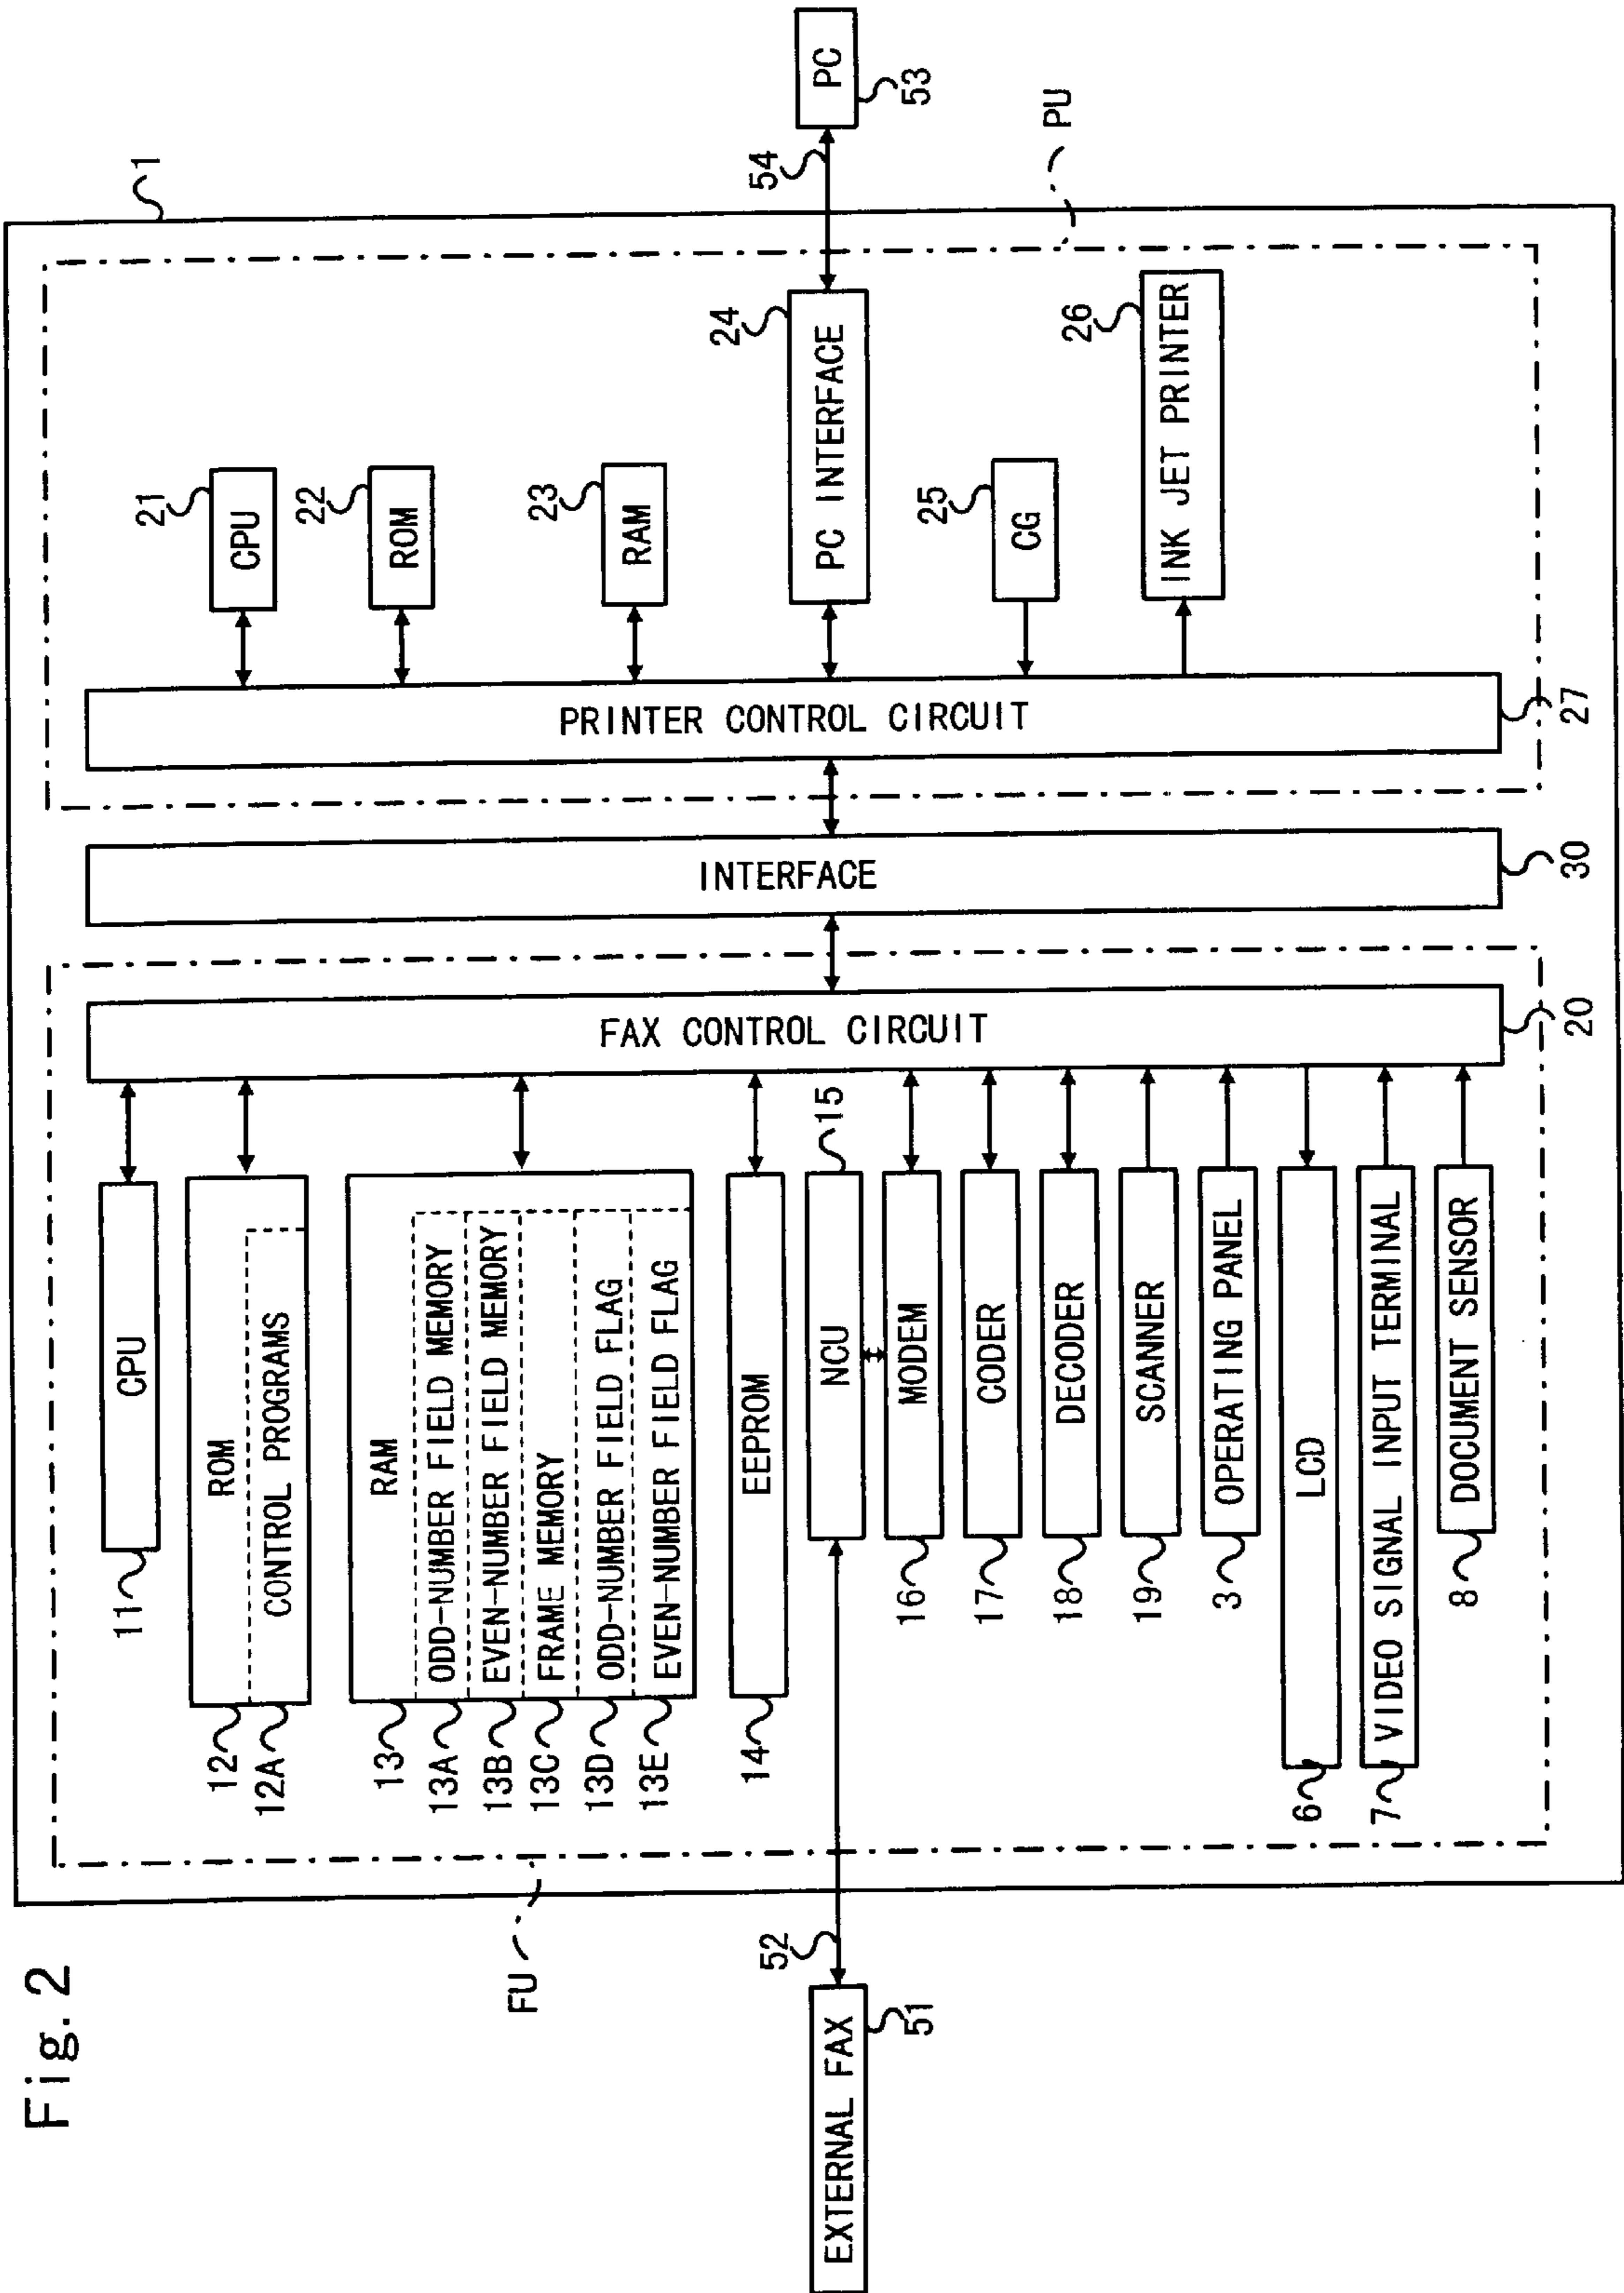 Fig. 2
1
FU
PU
CPU
11
ROM
12
CONTROL PROGRAMS
12A
RAM
13
ODD-NUMBER FIELD MEMORY
13A
EVEN-NUMBER FIELD MEMORY
13B
FRAME MEMORY
13C
ODD-NUMBER FIELD FLAG
13D
EVEN-NUMBER FIELD FLAG
13E
EEPROM
14
NCU
15
MODEM
16
CODER
17
DECODER
18
SCANNER
19
OPERATING PANEL
3
LCD
6
VIDEO SIGNAL INPUT TERMINAL
7
DOCUMENT SENSOR
8
EXTERNAL FAX
51
52
FAX CONTROL CIRCUIT
20
INTERFACE
30
PRINTER CONTROL CIRCUIT
27
CPU
21
ROM
22
RAM
23
PC INTERFACE
24
CG
25
INK JET PRINTER
26
54
PC
53